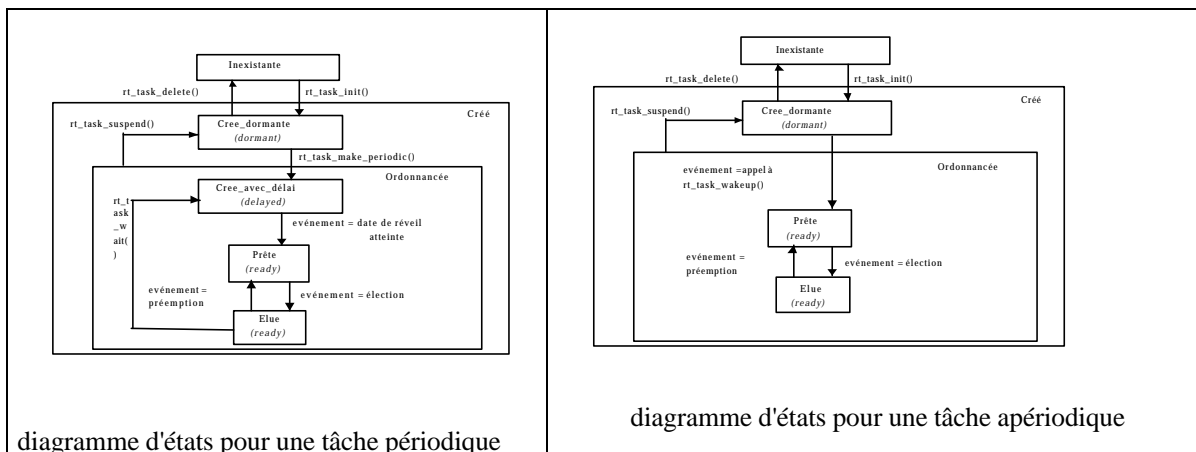 Inexistante
rt_task_delete()
rt_task_init()
Créé
rt_task_suspend()
Cree_dormante
(dormant)
rt_task_make_periodic()
Ordonnancée
Cree_avec_délai
(delayed)
rt_t
ask
_w
ait(
)
evénement = date de réveil
atteinte
Prête
(ready)
evénement =
préemption
evénement = élection
Elue
(ready)
diagramme d'états pour une tâche périodique
Inexistante
rt_task_delete()
rt_task_init()
Créé
rt_task_suspend()
Cree_dormante
(dormant)
Ordonnancée
evénement =appel à
rt_task_wakeup()
Prête
(ready)
evénement =
préemption
evénement = élection
Elue
(ready)
diagramme d'états pour une tâche apériodique